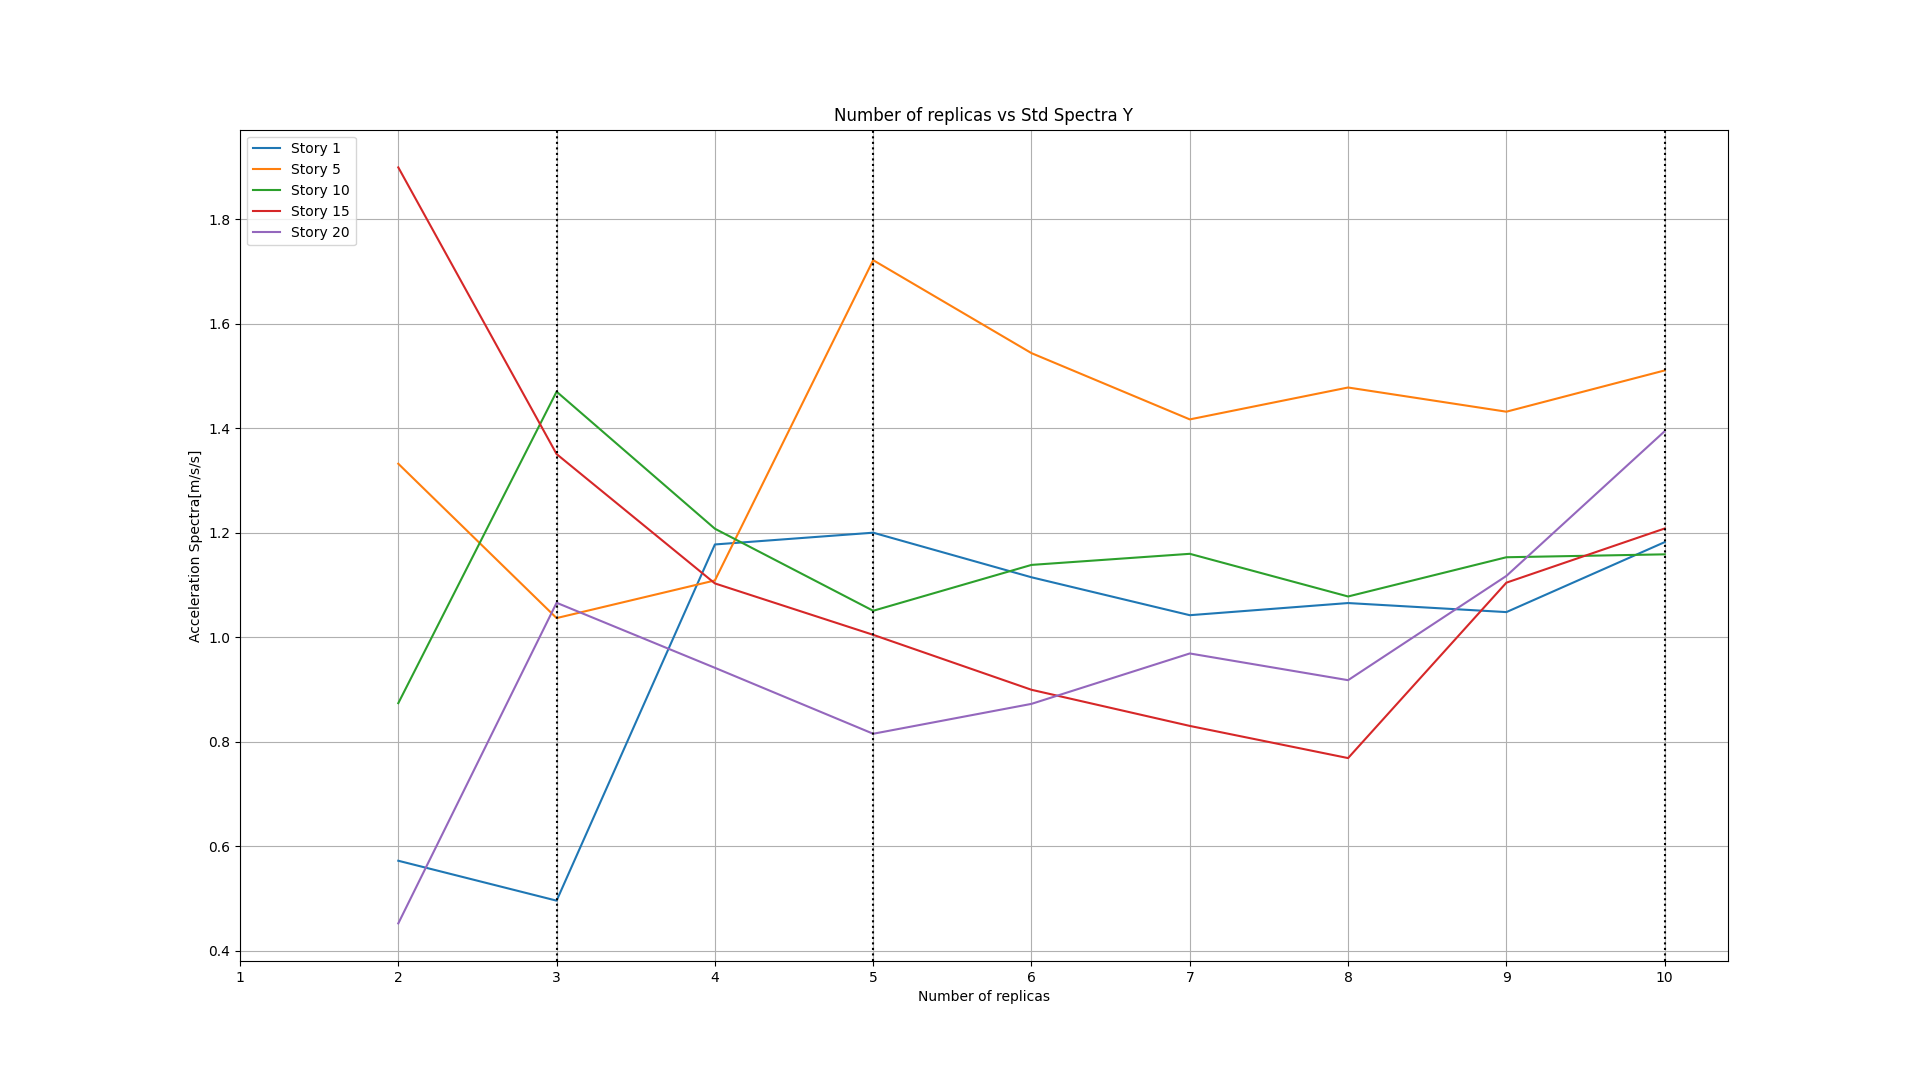 Number of replicas vs Std Spectra Y
Story 1
Story 5
Story 10
Story 15
Story 20
Acceleration Spectra[m/s/s]
1.8
1.6
1.4
1.2
1.0
0.8
0.6
0.4
1 2 3 4 5 6 7 8 9 10
Number of replicas